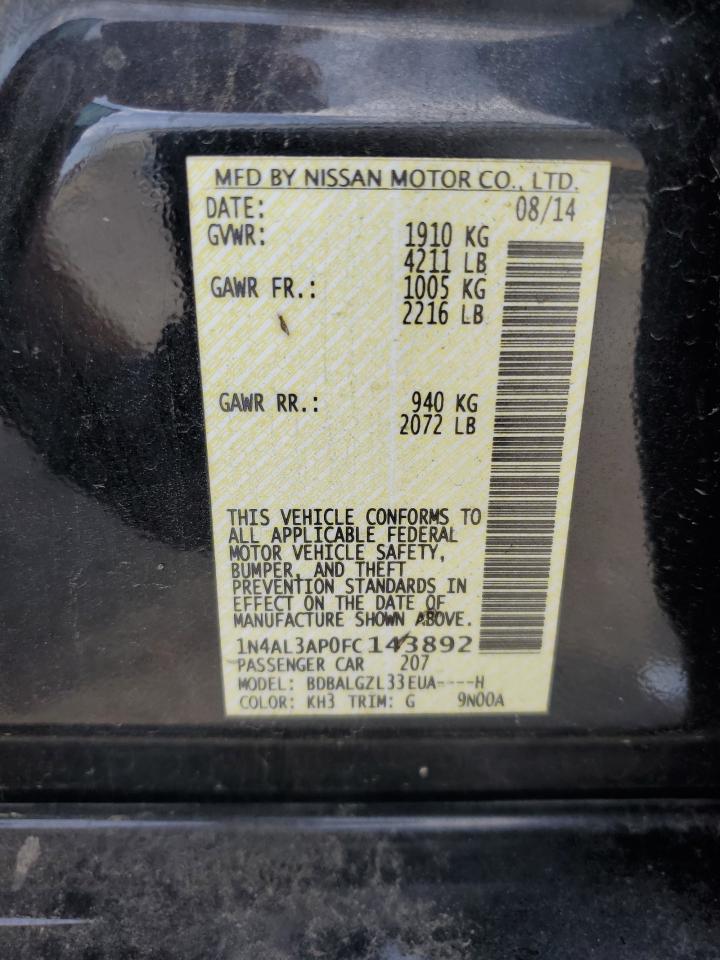 MFD BY NISSAN MOTOR CO., LTD.
DATE: 08/14
GVWR: 1910 KG
4211 LB
GAWR FR.: 1005 KG
2216 LB
GAWR RR.: 940 KG
2072 LB
THIS VEHICLE CONFORMS TO
ALL APPLICABLE FEDERAL
MOTOR VEHICLE SAFETY,
BUMPER, AND THEFT
PREVENTION STANDARDS IN
EFFECT ON THE DATE OF
MANUFACTURE SHOWN ABOVE.
1N4AL3AP0FC143892
PASSENGER CAR 207
MODEL: BDBALGZL33EUA----H
COLOR: KH3 TRIM: G 9N00A